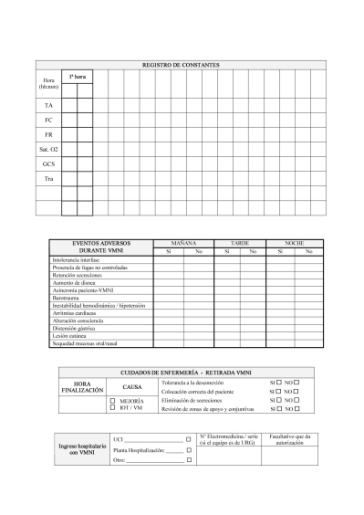 REGISTRO DE CONSTANTES
Hora
(hh:mm)
1ª hora
TA
FC
FR
Sat. O2
GCS
Tra
EVENTOS ADVERSOS
DURANTE VMNI
MAÑANA TARDE NOCHE
Si No Si No Si No
Intolerancia interfase
Presencia de fugas no controladas
Retención secreciones
Aumento de disnea
Asincronía paciente-VMNI
Barotrauma
Inestabilidad hemodinámica / hipotensión
Arritmias cardiacas
Alteración consciencia
Distensión gástrica
Lesión cutánea
Sequedad mucosas oral/nasal
CUIDADOS DE ENFERMERÍA - RETIRADA VMNI
HORA
FINALIZACIÓN
CAUSA
MEJORÍA
IOT / VM
Tolerancia a la desconexión SI NO
Colocación correcta del paciente SI NO
Eliminación de secreciones SI NO
Revisión de zonas de apoyo y conjuntivas SI NO
Ingreso hospitalario
con VMNI
UCI
Planta Hospitalización:
Otro:
Nº Electromedicina / serie
(si el equipo es de URG)
Facultativo que da
autorización